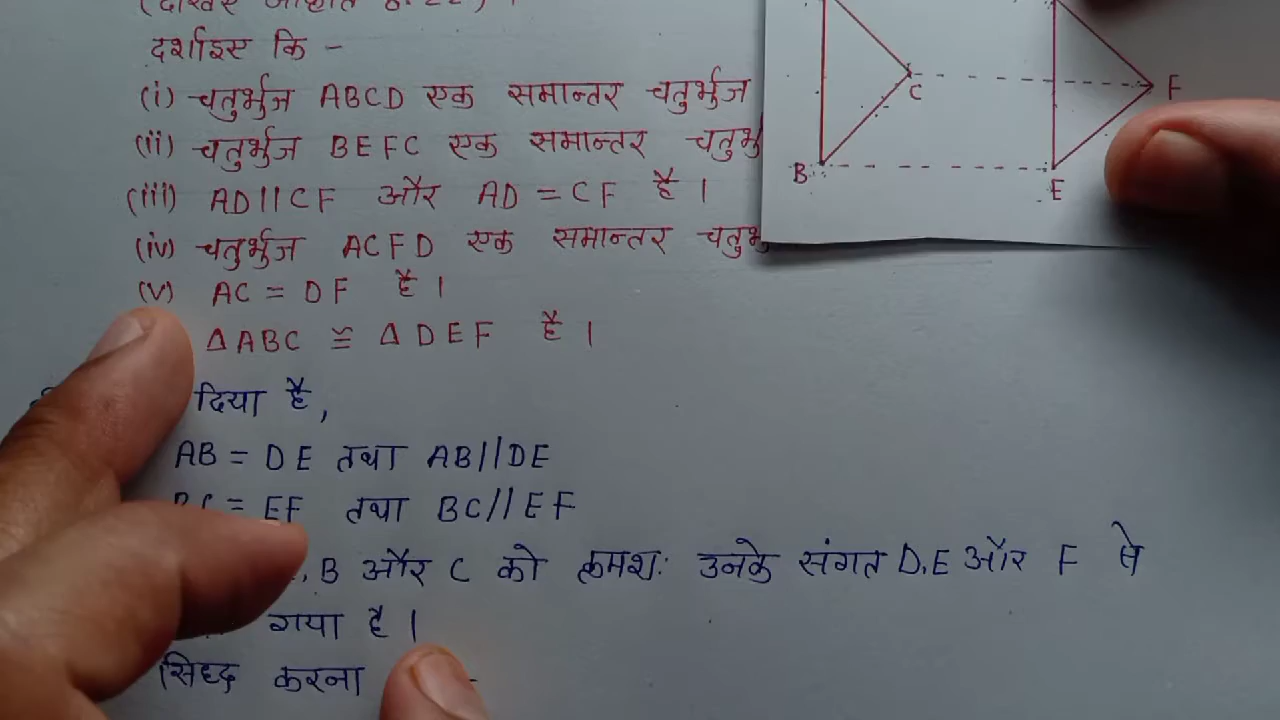 दर्शाइए कि -
(i) चतुर्भुज ABCD एक समान्तर चतुर्भुज
(ii) चतुर्भुज BEFC एक समान्तर
(iii) AD||CF और AD = CF है ।
(iv) चतुर्भुज ACFD एक समान्तर
(v) AC = DF है ।
Δ ABC ≅ Δ DEF है ।
दिया है,
AB = DE तथा AB//DE
= EF तथा BC//EF
B और C को क्रमशः उनके संगत D,E और F से
गया है ।
सिध्द करना
C
F
B
E